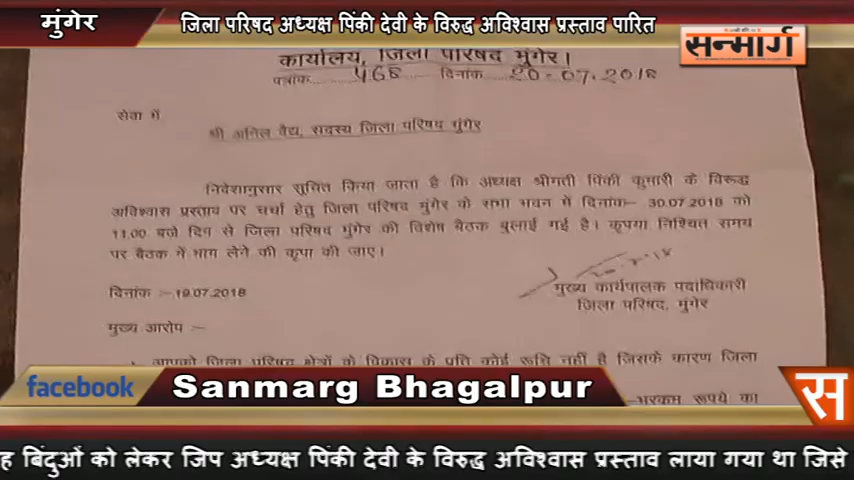 मुंगेर
जिला परिषद अध्यक्ष पिंकी देवी के विरुद्ध अविश्वास प्रस्ताव पारित
सन्मार्ग
कार्यालय, जिला परिषद मुंगेर।
पत्रांक.......468......दिनांक.....20-07.2018
सेवा में
श्री अनिल वैद्य, सदस्य जिला परिषद मुंगेर
निदेशानुसार सूचित किया जाता है कि अध्यक्ष श्रीमती पिंकी कुमारी के विरूद्ध
अविश्वास प्रस्ताव पर चर्चा हेतु जिला परिषद मुंगेर के सभा भवन में दिनांक- 30.07.2018 को
11.00 बजे दिन से जिला परिषद मुंगेर की विशेष बैठक बुलाई गई है। कृपया निश्चित समय
पर बैठक में भाग लेने की कृपा की जाए।
मुख्य कार्यपालक पदाधिकारी
दिनांक :- 19.07.2018
जिला परिषद, मुंगेर
मुख्य आरोप :-
आपको जिला परिषद क्षेत्रों के विकास के प्रति कोई रूचि नहीं है जिसके कारण जिला
-भरकम रूपये का
facebook
Sanmarg Bhagalpur
स
ह बिंदुओं को लेकर जिप अध्यक्ष पिंकी देवी के विरुद्ध अविश्वास प्रस्ताव लाया गया था जिसे